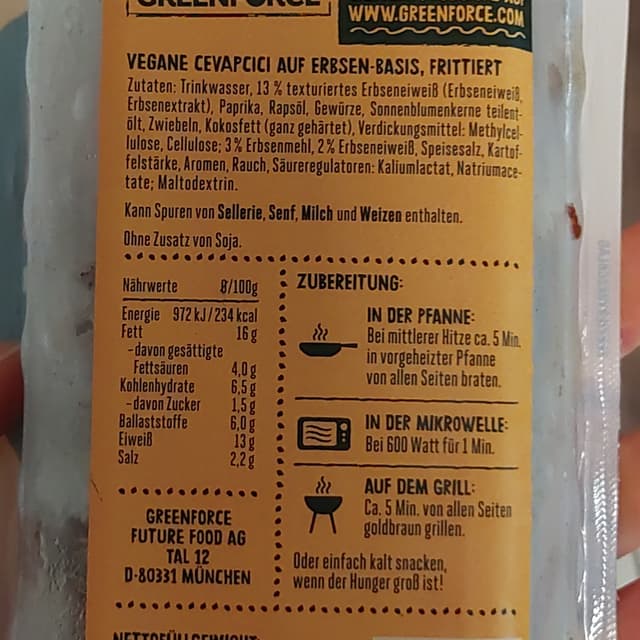 GREENFORCE
WWW.GREENFORCE.COM
VEGANE CEVAPCICI AUF ERBSEN-BASIS, FRITTIERT
Zutaten: Trinkwasser, 13 % texturiertes Erbseneiweiß (Erbseneiweiß,
Erbsenextrakt), Paprika, Rapsöl, Gewürze, Sonnenblumenkerne teilent-
ölt, Zwiebeln, Kokosfett (ganz gehärtet), Verdickungsmittel: Methylcel-
lulose, Cellulose; 3 % Erbsenmehl, 2 % Erbseneiweiß, Speisesalz, Kartof-
felstärke, Aromen, Rauch, Säureregulatoren: Kaliumlactat, Natriumace-
tate; Maltodextrin.
Kann Spuren von Sellerie, Senf, Milch und Weizen enthalten.
Ohne Zusatz von Soja.
Nährwerte 8/100g
Energie 972 kJ/234 kcal
Fett 16 g
-davon gesättigte
Fettsäuren 4,0 g
Kohlenhydrate 6,5 g
-davon Zucker 1,5 g
Ballaststoffe 6,0 g
Eiweiß 13 g
Salz 2,2 g
GREENFORCE
FUTURE FOOD AG
TAL 12
D-80331 MÜNCHEN
ZUBEREITUNG:
IN DER PFANNE:
Bei mittlerer Hitze ca. 5 Min.
in vorgeheizter Pfanne
von allen Seiten braten.
IN DER MIKROWELLE:
Bei 600 Watt für 1 Min.
AUF DEM GRILL:
Ca. 5 Min. von allen Seiten
goldbraun grillen.
Oder einfach kalt snacken,
wenn der Hunger groß ist!
NETTOFÜLLGEWICHT: